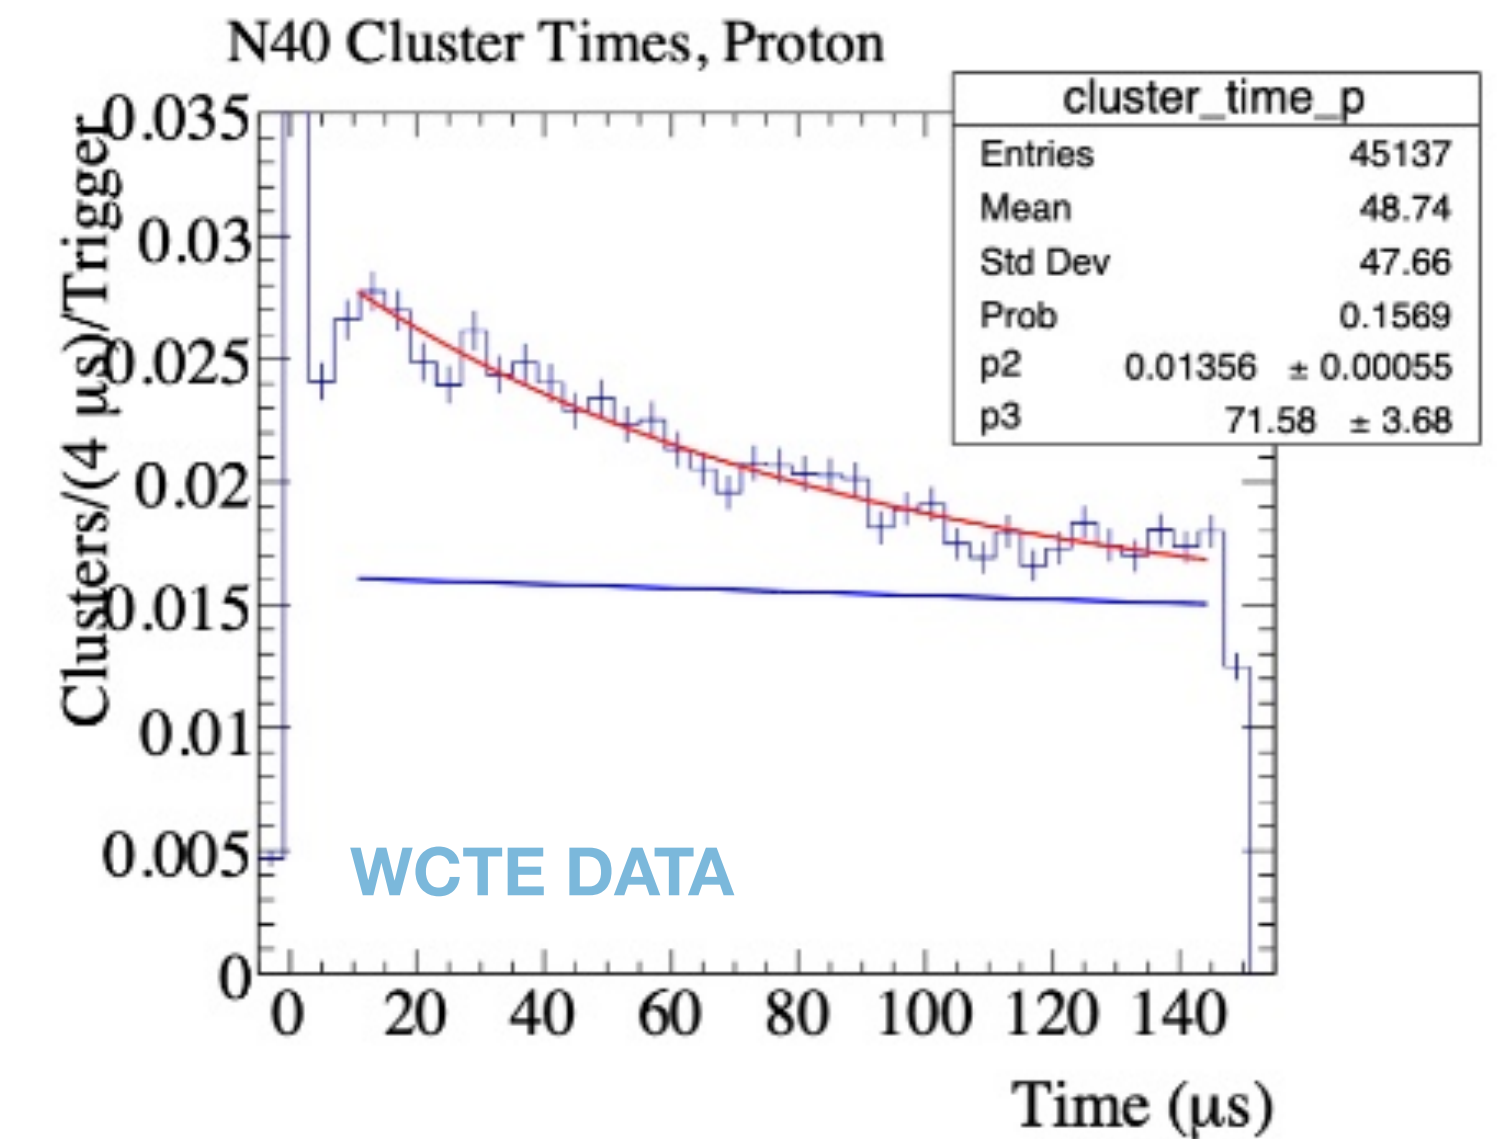 N40 Cluster Times, Proton
cluster_time_p
Entries 45137
Mean 48.74
Std Dev 47.66
Prob 0.1569
p2 0.01356 ± 0.00055
p3 71.58 ± 3.68
Clusters/(4 μs)/Trigger
0.035
0.03
0.025
0.02
0.015
0.01
0.005
0
WCTE DATA
0 20 40 60 80 100 120 140
Time (μs)